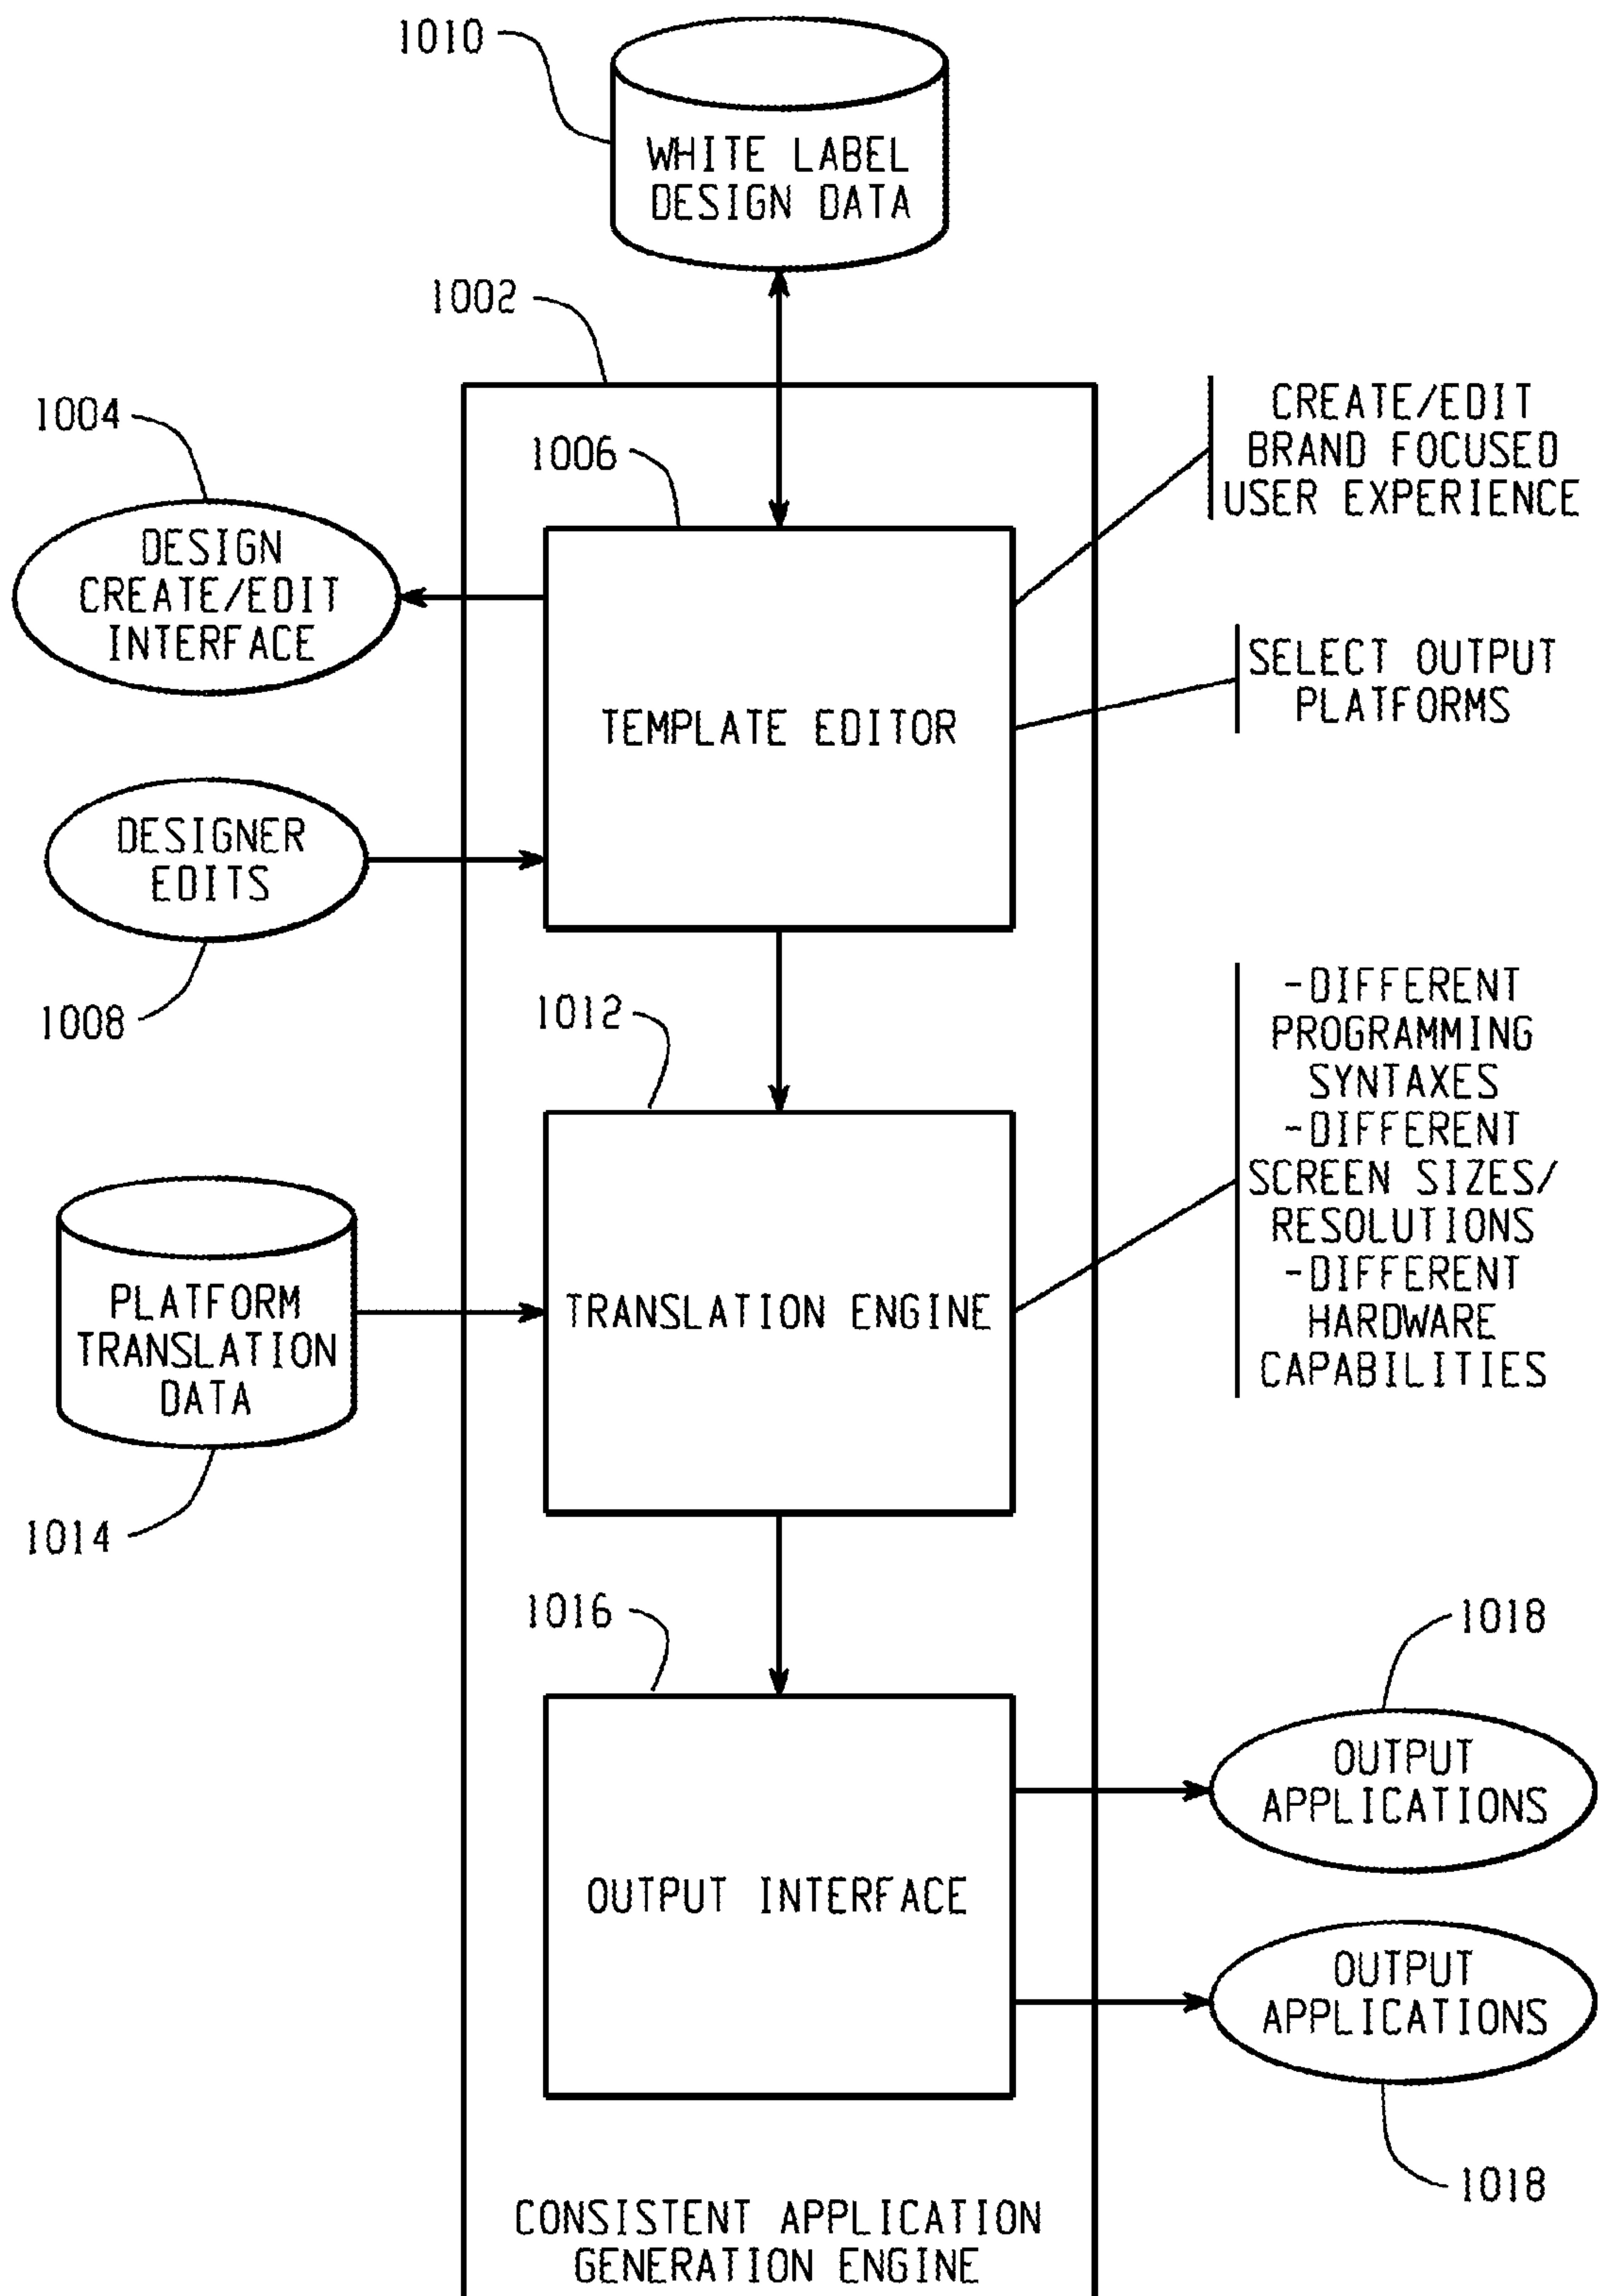 1010
WHITE LABEL
DESIGN DATA
1002
1004
1006
CREATE/EDIT
BRAND FOCUSED
USER EXPERIENCE
DESIGN
CREATE/EDIT
INTERFACE
SELECT OUTPUT
PLATFORMS
TEMPLATE EDITOR
DESIGNER
EDITS
1008
1012
-DIFFERENT
PROGRAMMING
SYNTAXES
-DIFFERENT
SCREEN SIZES/
RESOLUTIONS
-DIFFERENT
HARDWARE
CAPABILITIES
PLATFORM
TRANSLATION
DATA
TRANSLATION ENGINE
1014
1016
1018
OUTPUT
APPLICATIONS
OUTPUT INTERFACE
OUTPUT
APPLICATIONS
1018
CONSISTENT APPLICATION
GENERATION ENGINE